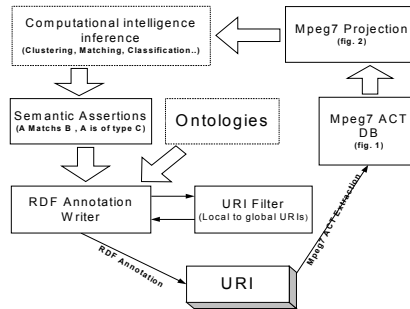 Computational intelligence
inference
(Clustering, Matching, Classification..)
Mpeg7 Projection
(fig. 2)
Semantic Assertions
(A Matchs B , A is of type C)
Ontologies
Mpeg7 ACT
DB
(fig. 1)
RDF Annotation
Writer
URI Filter
(Local to global URIs)
RDF Annotation
Mpeg7 ACT Extraction
URI